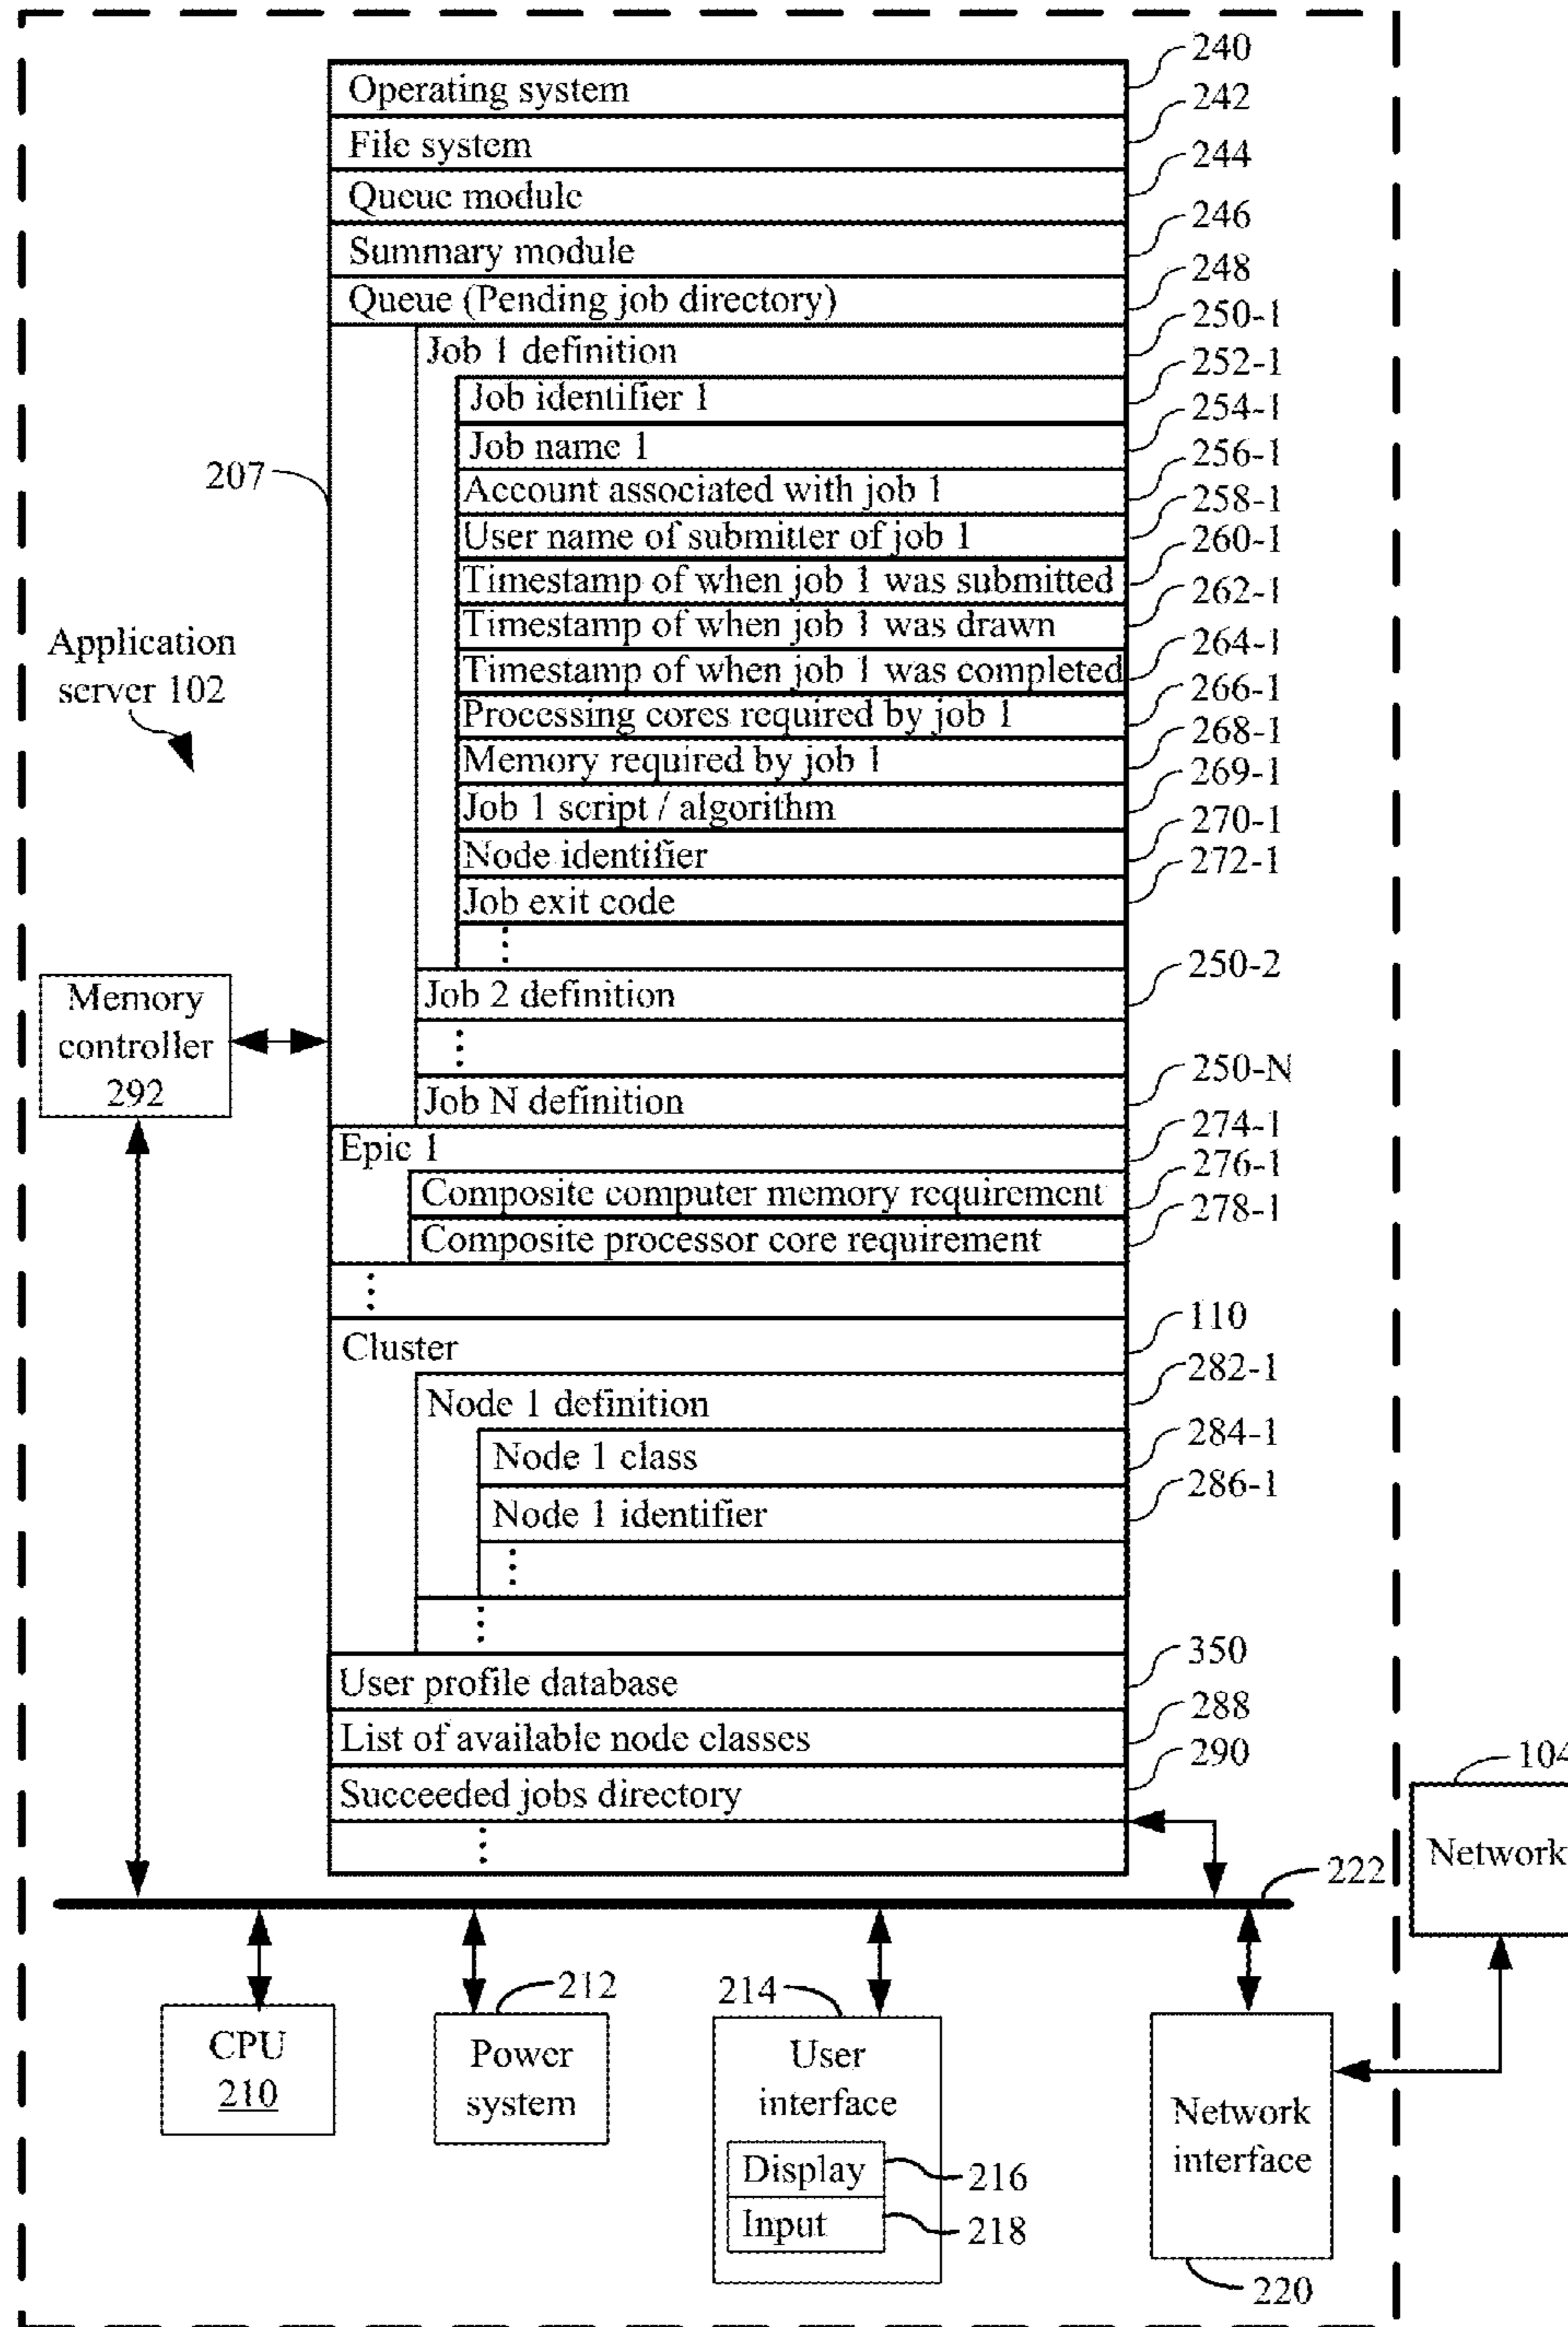 240
Operating system
242
File system
244
Queue module
246
Summary module
248
Queue (Pending job directory)
250-1
Job 1 definition
252-1
Job identifier 1
254-1
Job name 1
256-1
207
Account associated with job 1
258-1
User name of submitter of job 1
260-1
Timestamp of when job 1 was submitted
262-1
Timestamp of when job 1 was drawn
264-1
Application
server 102
Timestamp of when job 1 was completed
266-1
Processing cores required by job 1
268-1
Memory required by job 1
269-1
Job 1 script / algorithm
270-1
Node identifier
272-1
Job exit code
⋮
250-2
Job 2 definition
Memory
controller
292
⋮
250-N
Job N definition
274-1
Epic 1
276-1
Composite computer memory requirement
278-1
Composite processor core requirement
⋮
110
Cluster
282-1
Node 1 definition
284-1
Node 1 class
286-1
Node 1 identifier
⋮
⋮
350
User profile database
288
List of available node classes
290
Succeeded jobs directory
⋮
104
Network
222
CPU
210
212
Power
system
214
User
interface
Display
216
Input
218
Network
interface
220